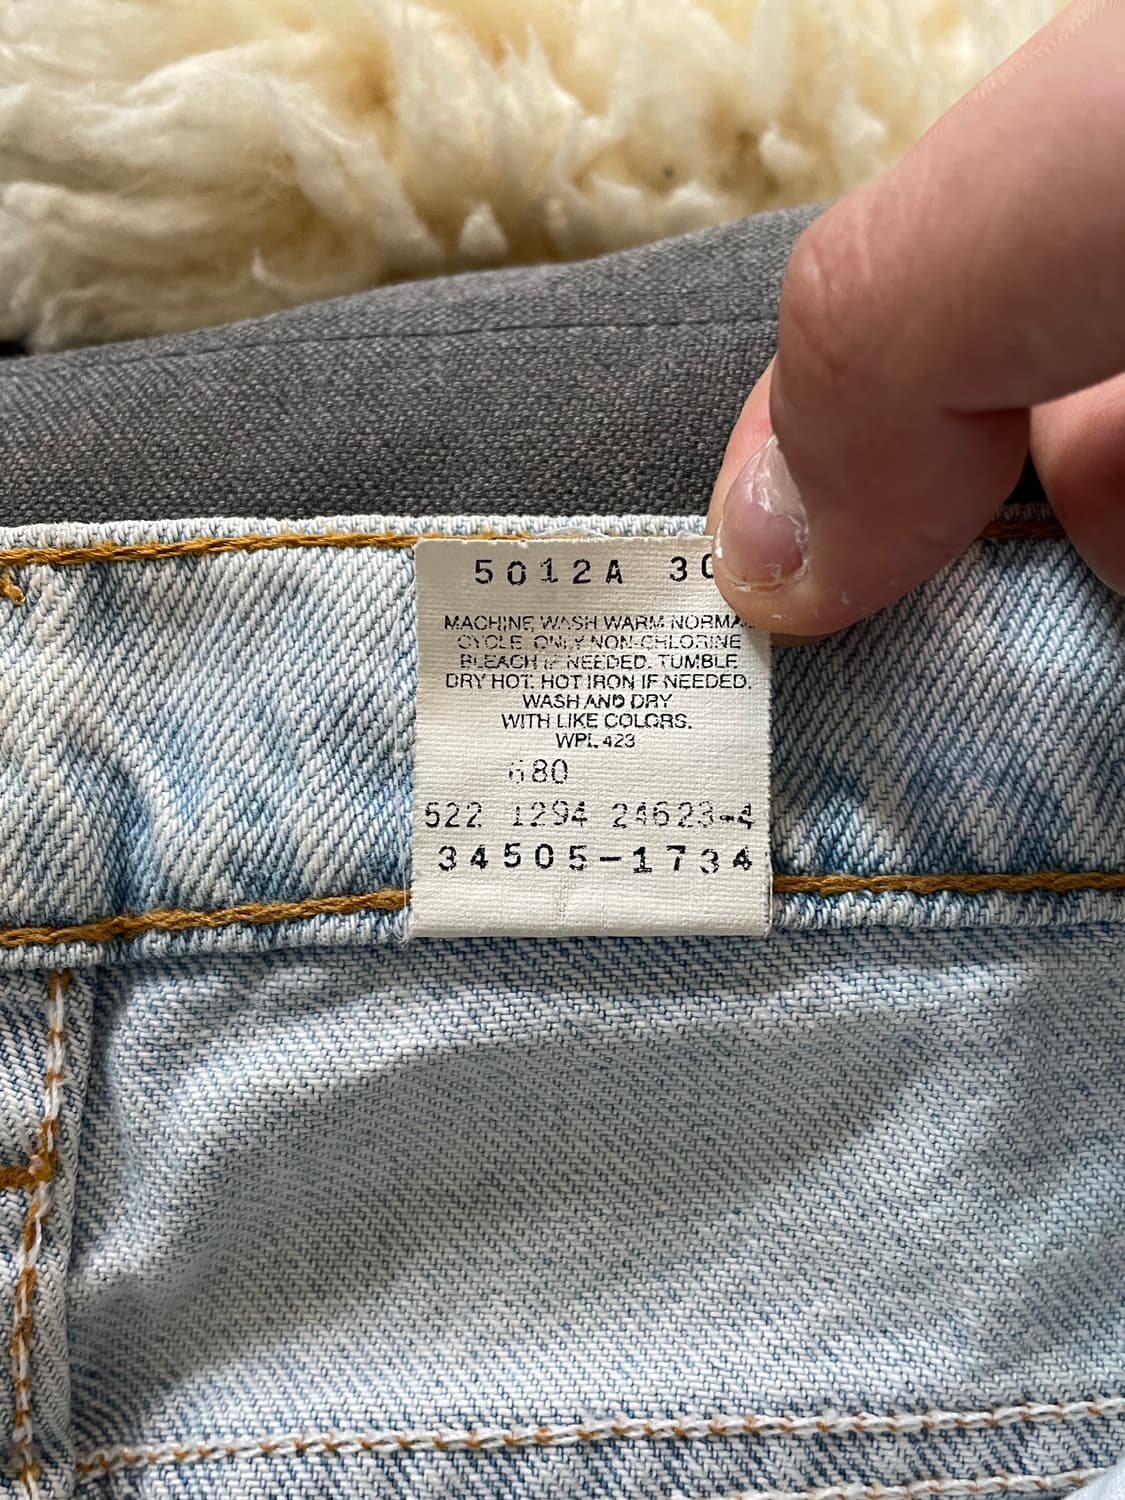 5012A 30
MACHINE WASH WARM NORMAL
CYCLE ONLY NON-CHLORINE
BLEACH IF NEEDED. TUMBLE
DRY HOT. HOT IRON IF NEEDED.
WASH AND DRY
WITH LIKE COLORS.
WPL 423
680
522 1294 24623-4
34505-1734